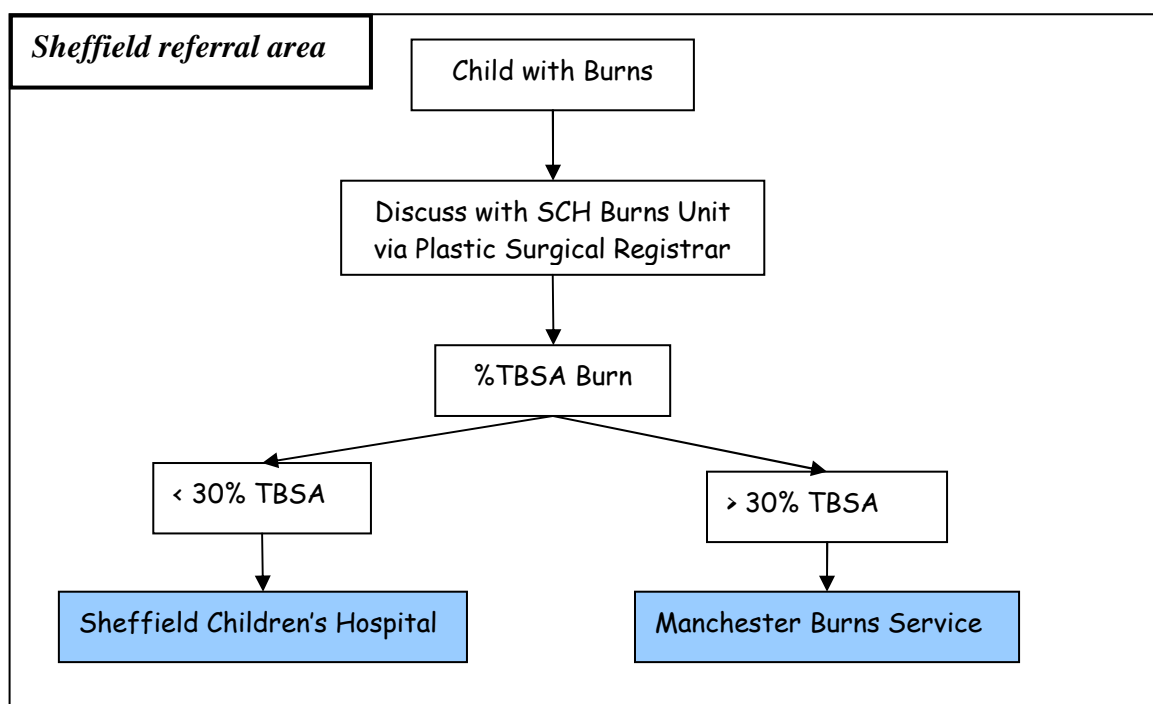 Sheffield referral area
Child with Burns
Discuss with SCH Burns Unit
via Plastic Surgical Registrar
%TBSA Burn
< 30% TBSA
> 30% TBSA
Sheffield Children's Hospital
Manchester Burns Service